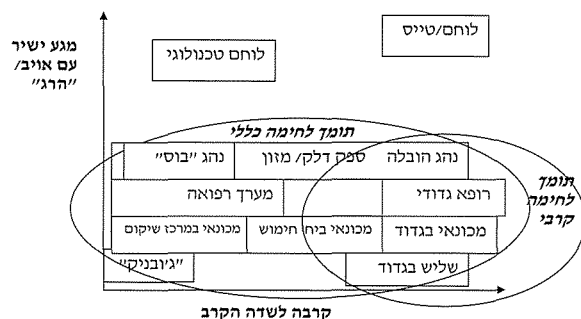 לוחם/טייס
לוחם טכנולוגי
מגע ישיר
עם אויב/
"הרג"
תומך לחימה כללי
נהג הובלה
ספק דלק/ מזון
נהג "בוס"
תומך
לחימה
קרבי
רופא גדודי
מערך רפואה
מכונאי בגדוד
מכונאי ביח' חימוש
מכונאי במרכז שיקום
שליש בגדוד
"ג'ובניק"
קרבה לשדה הקרב